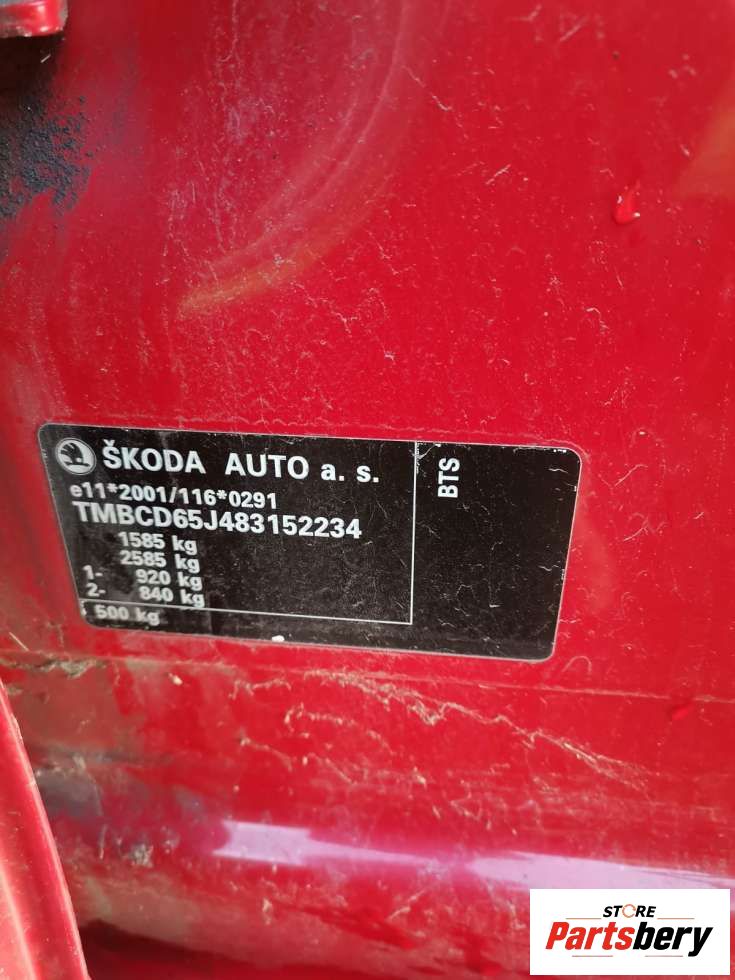 ŠKODA AUTO a. s.
e11*2001/116*0291
TMBCD65J483152234
1585 kg
2585 kg
1- 920 kg
2- 840 kg
500 kg
BTS
STORE
Partsbery